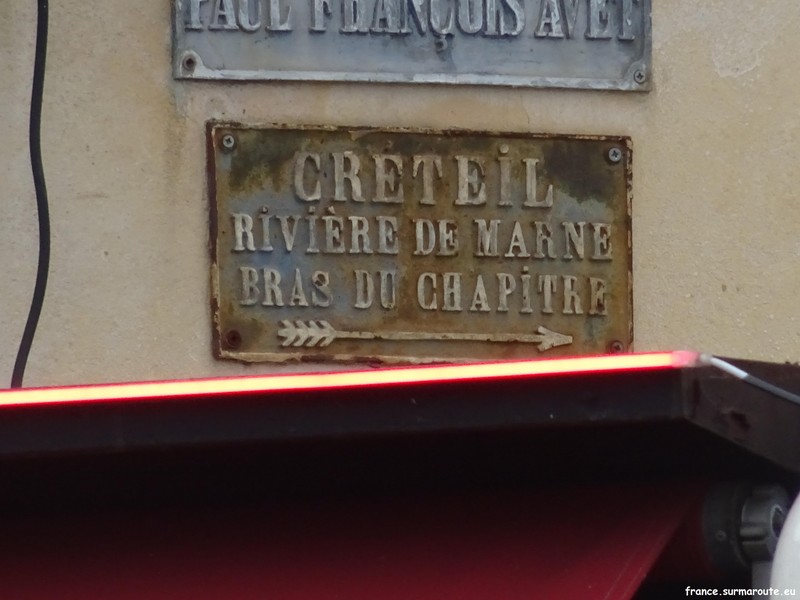 PAUL FRANÇOIS AVET
CRÉTEIL
RIVIÈRE DE MARNE
BRAS DU CHAPITRE
france.surmaroute.eu